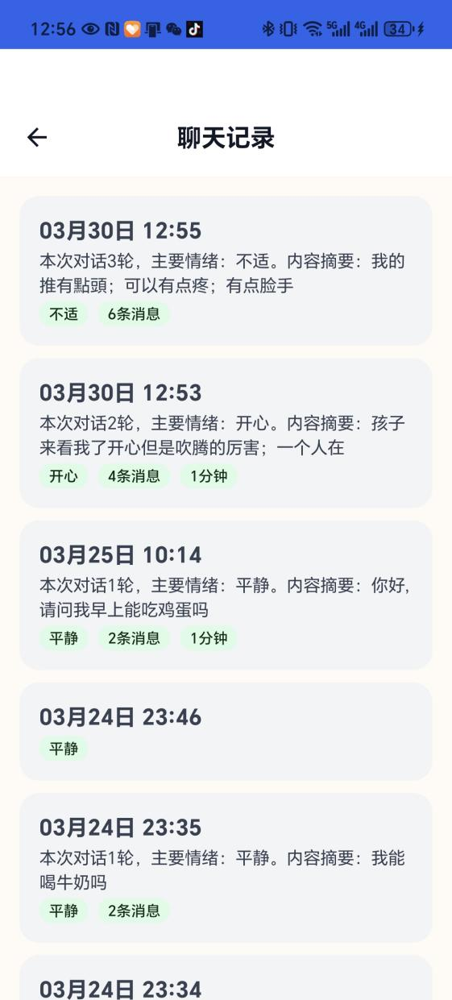 12:56
5G
4G
34
聊天记录
03月30日 12:55
本次对话3轮，主要情绪：不适。内容摘要：我的
推有點頭；可以有点疼；有点脸手
不适 6条消息
03月30日 12:53
本次对话2轮，主要情绪：开心。内容摘要：孩子
来看我了开心但是吹腾的厉害；一个人在
开心 4条消息 1分钟
03月25日 10:14
本次对话1轮，主要情绪：平静。内容摘要：你好，
请问我早上能吃鸡蛋吗
平静 2条消息 1分钟
03月24日 23:46
平静
03月24日 23:35
本次对话1轮，主要情绪：平静。内容摘要：我能
喝牛奶吗
平静 2条消息
03月24日 23:34